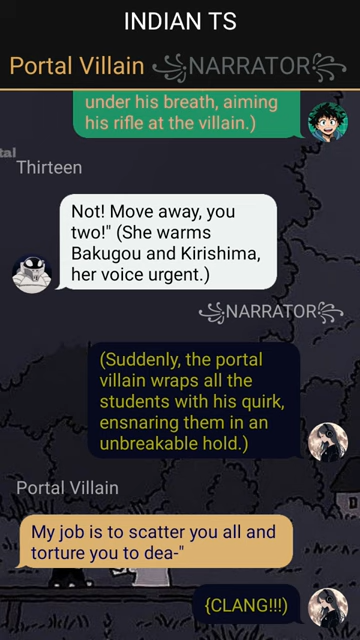 INDIAN TS
Portal Villain ꧁NARRATOR꧂
under his breath, aiming
his rifle at the villain.)
tal
Thirteen
Not! Move away, you
two!" (She warms
Bakugou and Kirishima,
her voice urgent.)
꧁NARRATOR꧂
(Suddenly, the portal
villain wraps all the
students with his quirk,
ensnaring them in an
unbreakable hold.)
Portal Villain
My job is to scatter you all and
torture you to dea-"
{CLANG!!!)